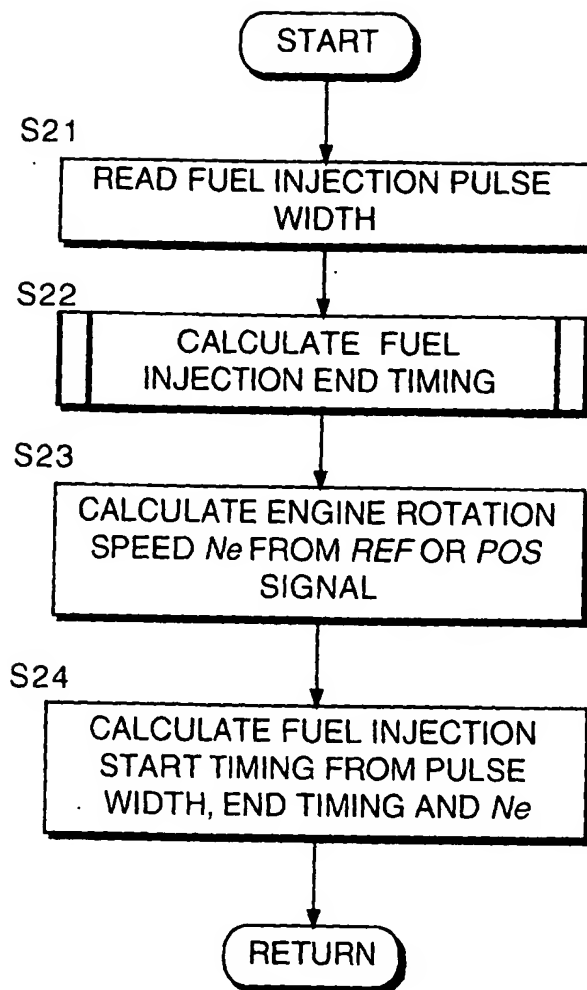 START
S21
READ FUEL INJECTION PULSE
WIDTH
S22
CALCULATE FUEL
INJECTION END TIMING
S23
CALCULATE ENGINE ROTATION
SPEED Ne FROM REF OR POS
SIGNAL
S24
CALCULATE FUEL INJECTION
START TIMING FROM PULSE
WIDTH, END TIMING AND Ne
RETURN